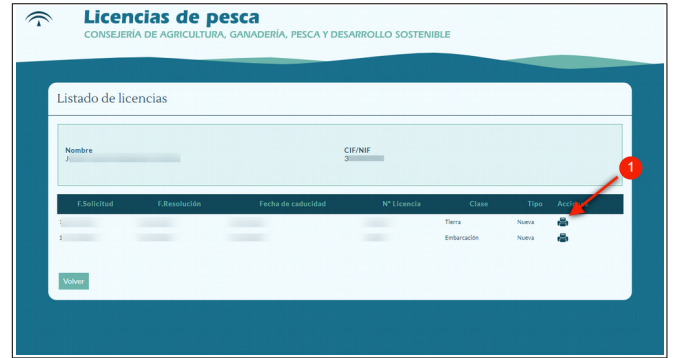 Licencias de pesca
CONSEJERÍA DE AGRICULTURA, GANADERÍA, PESCA Y DESARROLLO SOSTENIBLE
Listado de licencias
Nombre CIF/NIF
J 3
F.Solicitud F.Resolución Fecha de caducidad Nº Licencia Clase Tipo
Tierra Nueva
Embarcación Nueva
Volver
1